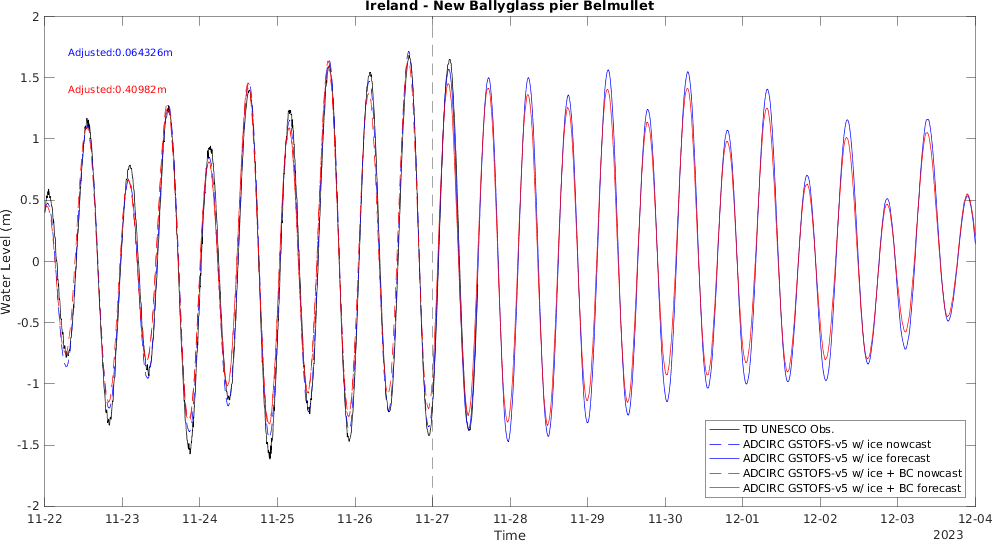 Ireland - New Ballyglass pier Belmullet
Adjusted:0.064326m
Adjusted:0.40982m
Water Level (m)
2
1.5
1
0.5
0
-0.5
-1
-1.5
-2
TD UNESCO Obs.
ADCIRC GSTOFS-v5 w/ ice nowcast
ADCIRC GSTOFS-v5 w/ ice forecast
ADCIRC GSTOFS-v5 w/ ice + BC nowcast
ADCIRC GSTOFS-v5 w/ ice + BC forecast
11-22 11-23 11-24 11-25 11-26 11-27 11-28 11-29 11-30 12-01 12-02 12-03 12-04
Time
2023